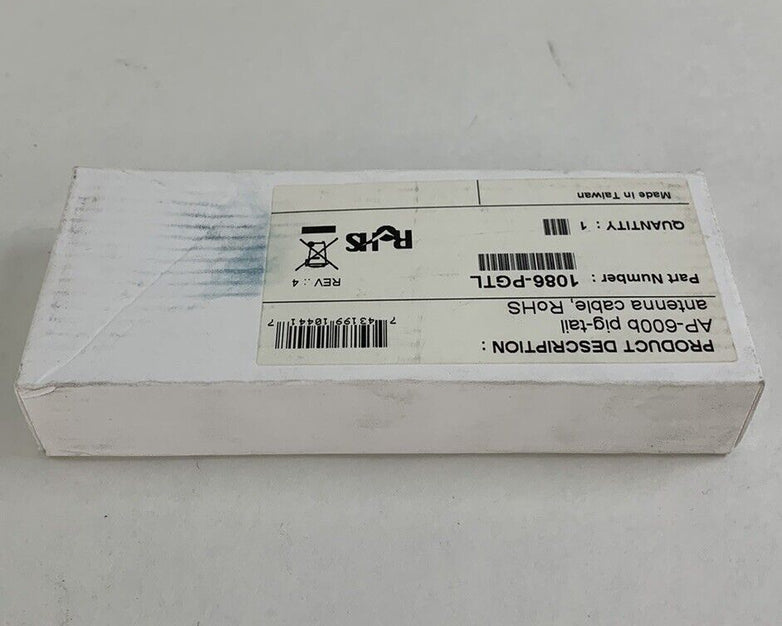 PRODUCT DESCRIPTION :
AP-600b pig-tail
antenna cable, RoHS
7 43199 10441 7
Part Number : 1086-PGTL
REV : 4
QUANTITY : 1
RoHS
Made in Taiwan